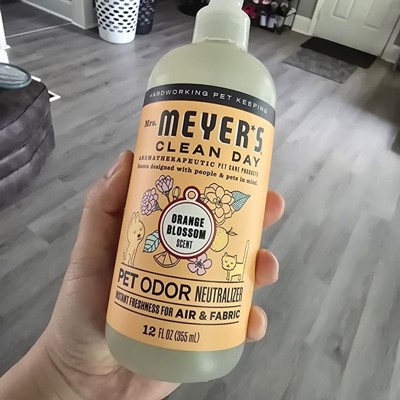 HARDWORKING PET KEEPING
Mrs. MEYER'S
CLEAN DAY
AROMATHERAPEUTIC PET CARE PRODUCTS
Scents designed with people & pets in mind.
ORANGE
BLOSSOM
SCENT
PET ODOR NEUTRALIZER
INSTANT FRESHNESS FOR AIR & FABRIC
12 FL OZ (355 mL)